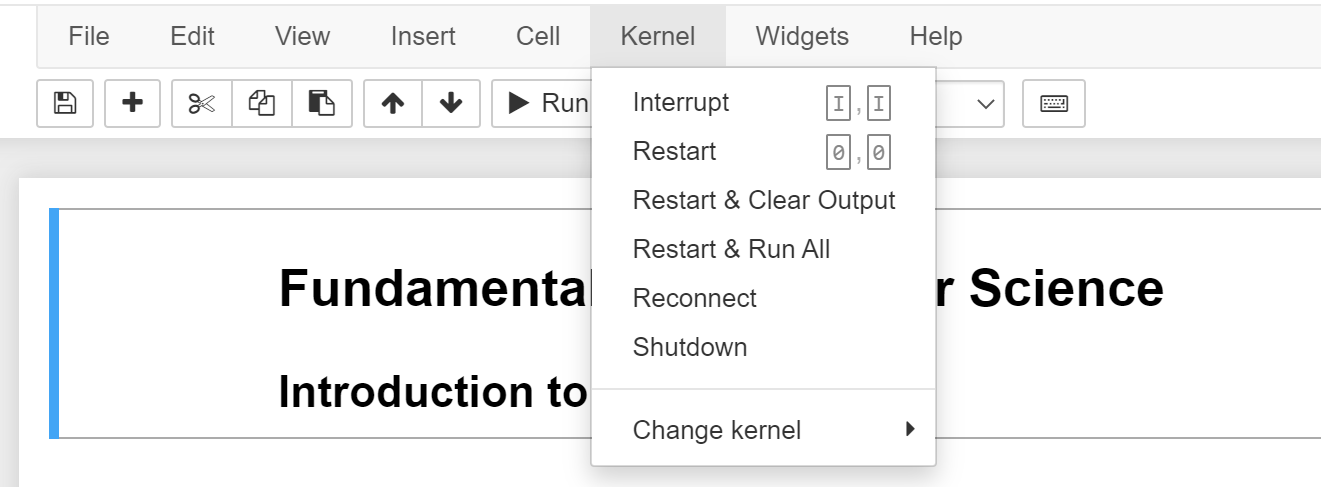 File Edit View Insert Cell Kernel Widgets Help
Run
Interrupt I,I
Restart 0,0
Restart & Clear Output
Restart & Run All
Reconnect
Shutdown
Change kernel
Science
Introduction to